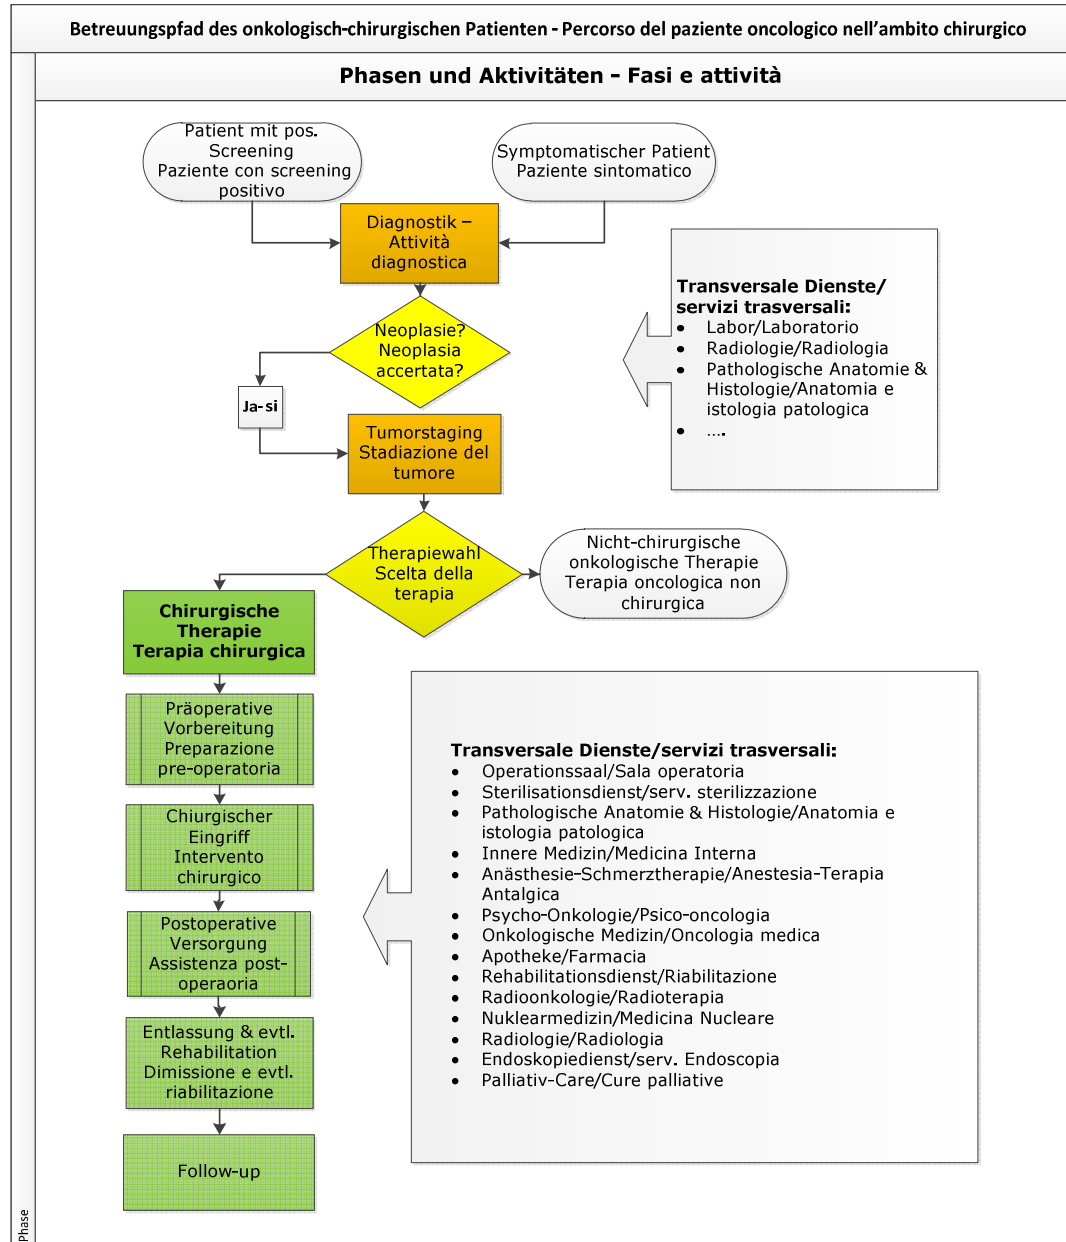 Betreuungspfad des onkologisch-chirurgischen Patienten - Percorso del paziente oncologico nell'ambito chirurgico
Phasen und Aktivitäten – Fasi e attività
Patient mit pos.
Screening
Paziente con screening
positivo
Symptomatischer Patient
Paziente sintomatico
Diagnostik –
Attività
diagnostica
Neoplasie?
Neoplasia
accertata?
Ja-si
Transversale Dienste/
servizi trasversali:
• Labor/Laboratorio
• Radiologie/Radiologia
• Pathologische Anatomie &
Histologie/Anatomia e
istologia patologica
• ….
Tumorstaging
Stadiazione del
tumore
Therapiewahl
Scelta della
terapia
Nicht-chirurgische
onkologische Therapie
Terapia oncologica non
chirurgica
Chirurgische
Therapie
Terapia chirurgica
Präoperative
Vorbereitung
Preparazione
pre-operatoria
Chiurgischer
Eingriff
Intervento
chirurgico
Postoperative
Versorgung
Assistenza post-
operaoria
Entlassung & evtl.
Rehabilitation
Dimissione e evtl.
riabilitazione
Follow-up
Transversale Dienste/servizi trasversali:
• Operationssaal/Sala operatoria
• Sterilisationsdienst/serv. sterilizzazione
• Pathologische Anatomie & Histologie/Anatomia e
istologia patologica
• Innere Medizin/Medicina Interna
• Anästhesie-Schmerztherapie/Anestesia-Terapia
Antalgica
• Psycho-Onkologie/Psico-oncologia
• Onkologische Medizin/Oncologia medica
• Apotheke/Farmacia
• Rehabilitationsdienst/Riabilitazione
• Radioonkologie/Radioterapia
• Nuklearmedizin/Medicina Nucleare
• Radiologie/Radiologia
• Endoskopiedienst/serv. Endoscopia
• Palliativ-Care/Cure palliative
Phase